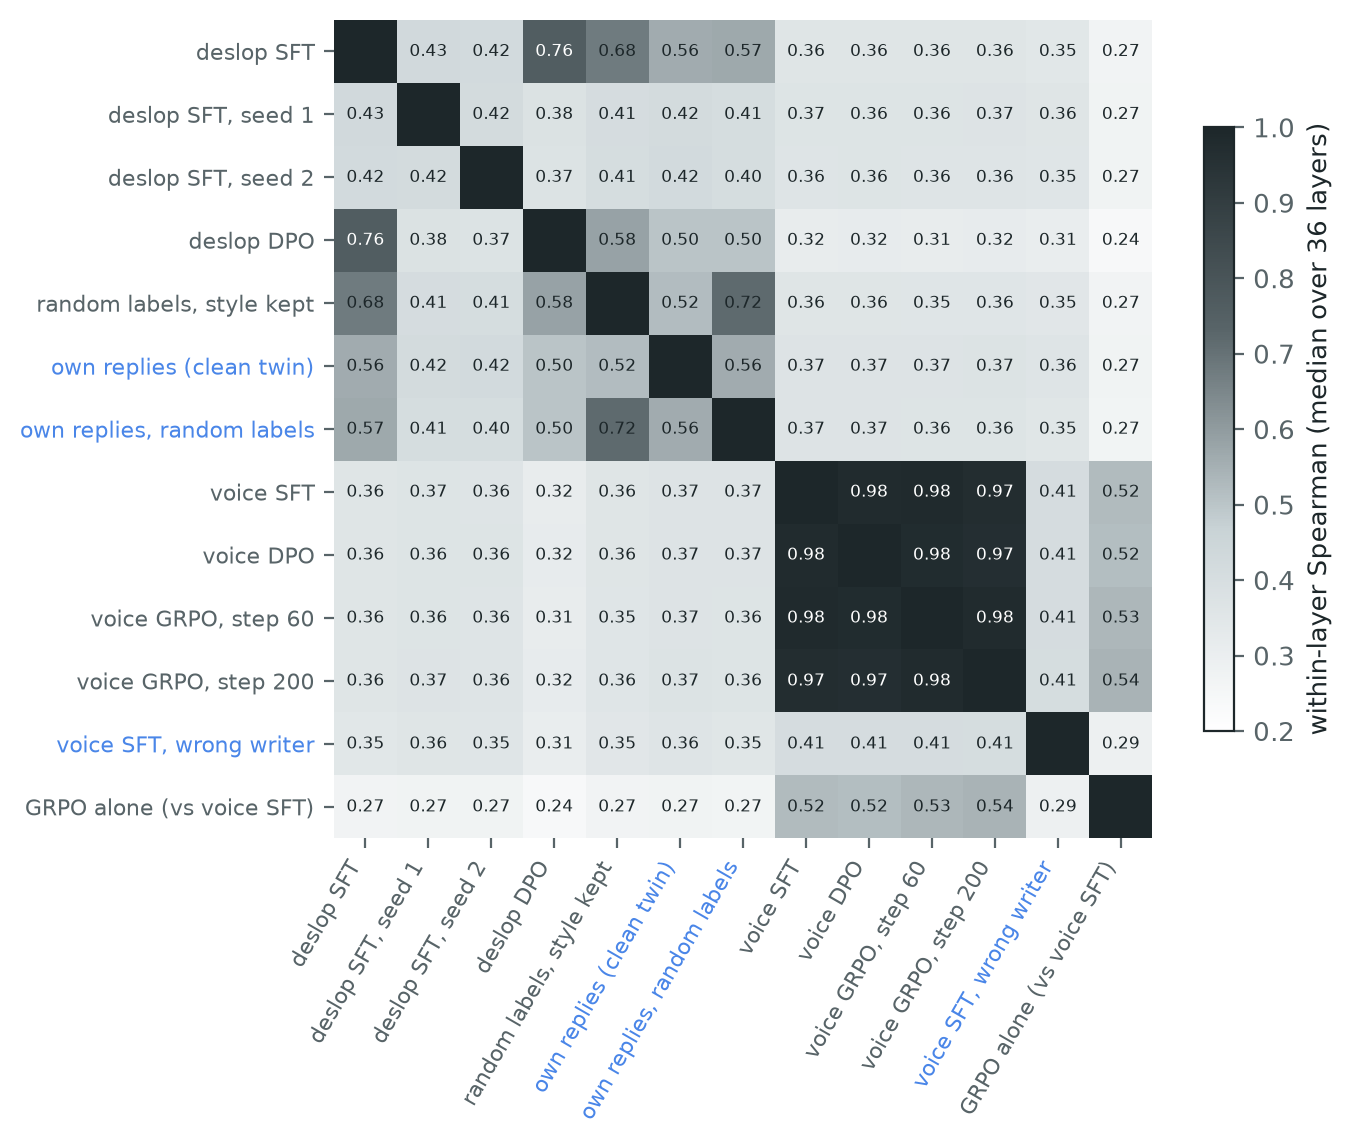 deslop SFT 0.43 0.42 0.76 0.68 0.56 0.57 0.36 0.36 0.36 0.36 0.35 0.27
deslop SFT, seed 1 0.43 0.42 0.38 0.41 0.42 0.41 0.37 0.36 0.36 0.37 0.36 0.27
deslop SFT, seed 2 0.42 0.42 0.37 0.41 0.42 0.40 0.36 0.36 0.36 0.36 0.35 0.27
deslop DPO 0.76 0.38 0.37 0.58 0.50 0.50 0.32 0.32 0.31 0.32 0.31 0.24
random labels, style kept 0.68 0.41 0.41 0.58 0.52 0.72 0.36 0.36 0.35 0.36 0.35 0.27
own replies (clean twin) 0.56 0.42 0.42 0.50 0.52 0.56 0.37 0.37 0.37 0.37 0.36 0.27
own replies, random labels 0.57 0.41 0.40 0.50 0.72 0.56 0.37 0.37 0.36 0.36 0.35 0.27
voice SFT 0.36 0.37 0.36 0.32 0.36 0.37 0.37 0.98 0.98 0.97 0.41 0.52
voice DPO 0.36 0.36 0.36 0.32 0.36 0.37 0.37 0.98 0.98 0.97 0.41 0.52
voice GRPO, step 60 0.36 0.36 0.36 0.31 0.35 0.37 0.36 0.98 0.98 0.98 0.41 0.53
voice GRPO, step 200 0.36 0.37 0.36 0.32 0.36 0.37 0.36 0.97 0.97 0.98 0.41 0.54
voice SFT, wrong writer 0.35 0.36 0.35 0.31 0.35 0.36 0.35 0.41 0.41 0.41 0.41 0.29
GRPO alone (vs voice SFT) 0.27 0.27 0.27 0.24 0.27 0.27 0.27 0.52 0.52 0.53 0.54 0.29
deslop SFT
deslop SFT, seed 1
deslop SFT, seed 2
deslop DPO
random labels, style kept
own replies (clean twin)
own replies, random labels
voice SFT
voice DPO
voice GRPO, step 60
voice GRPO, step 200
voice SFT, wrong writer
GRPO alone (vs voice SFT)
1.0
0.9
0.8
0.7
0.6
0.5
0.4
0.3
0.2
within-layer Spearman (median over 36 layers)